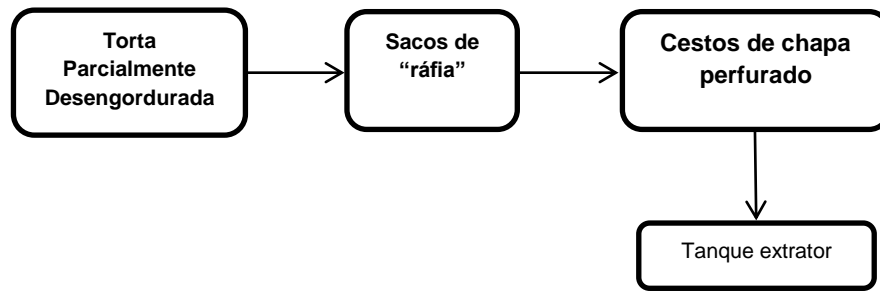 Torta
Parcialmente
Desengordurada
Sacos de
“ráfia”
Cestos de chapa
perfurado
Tanque extrator